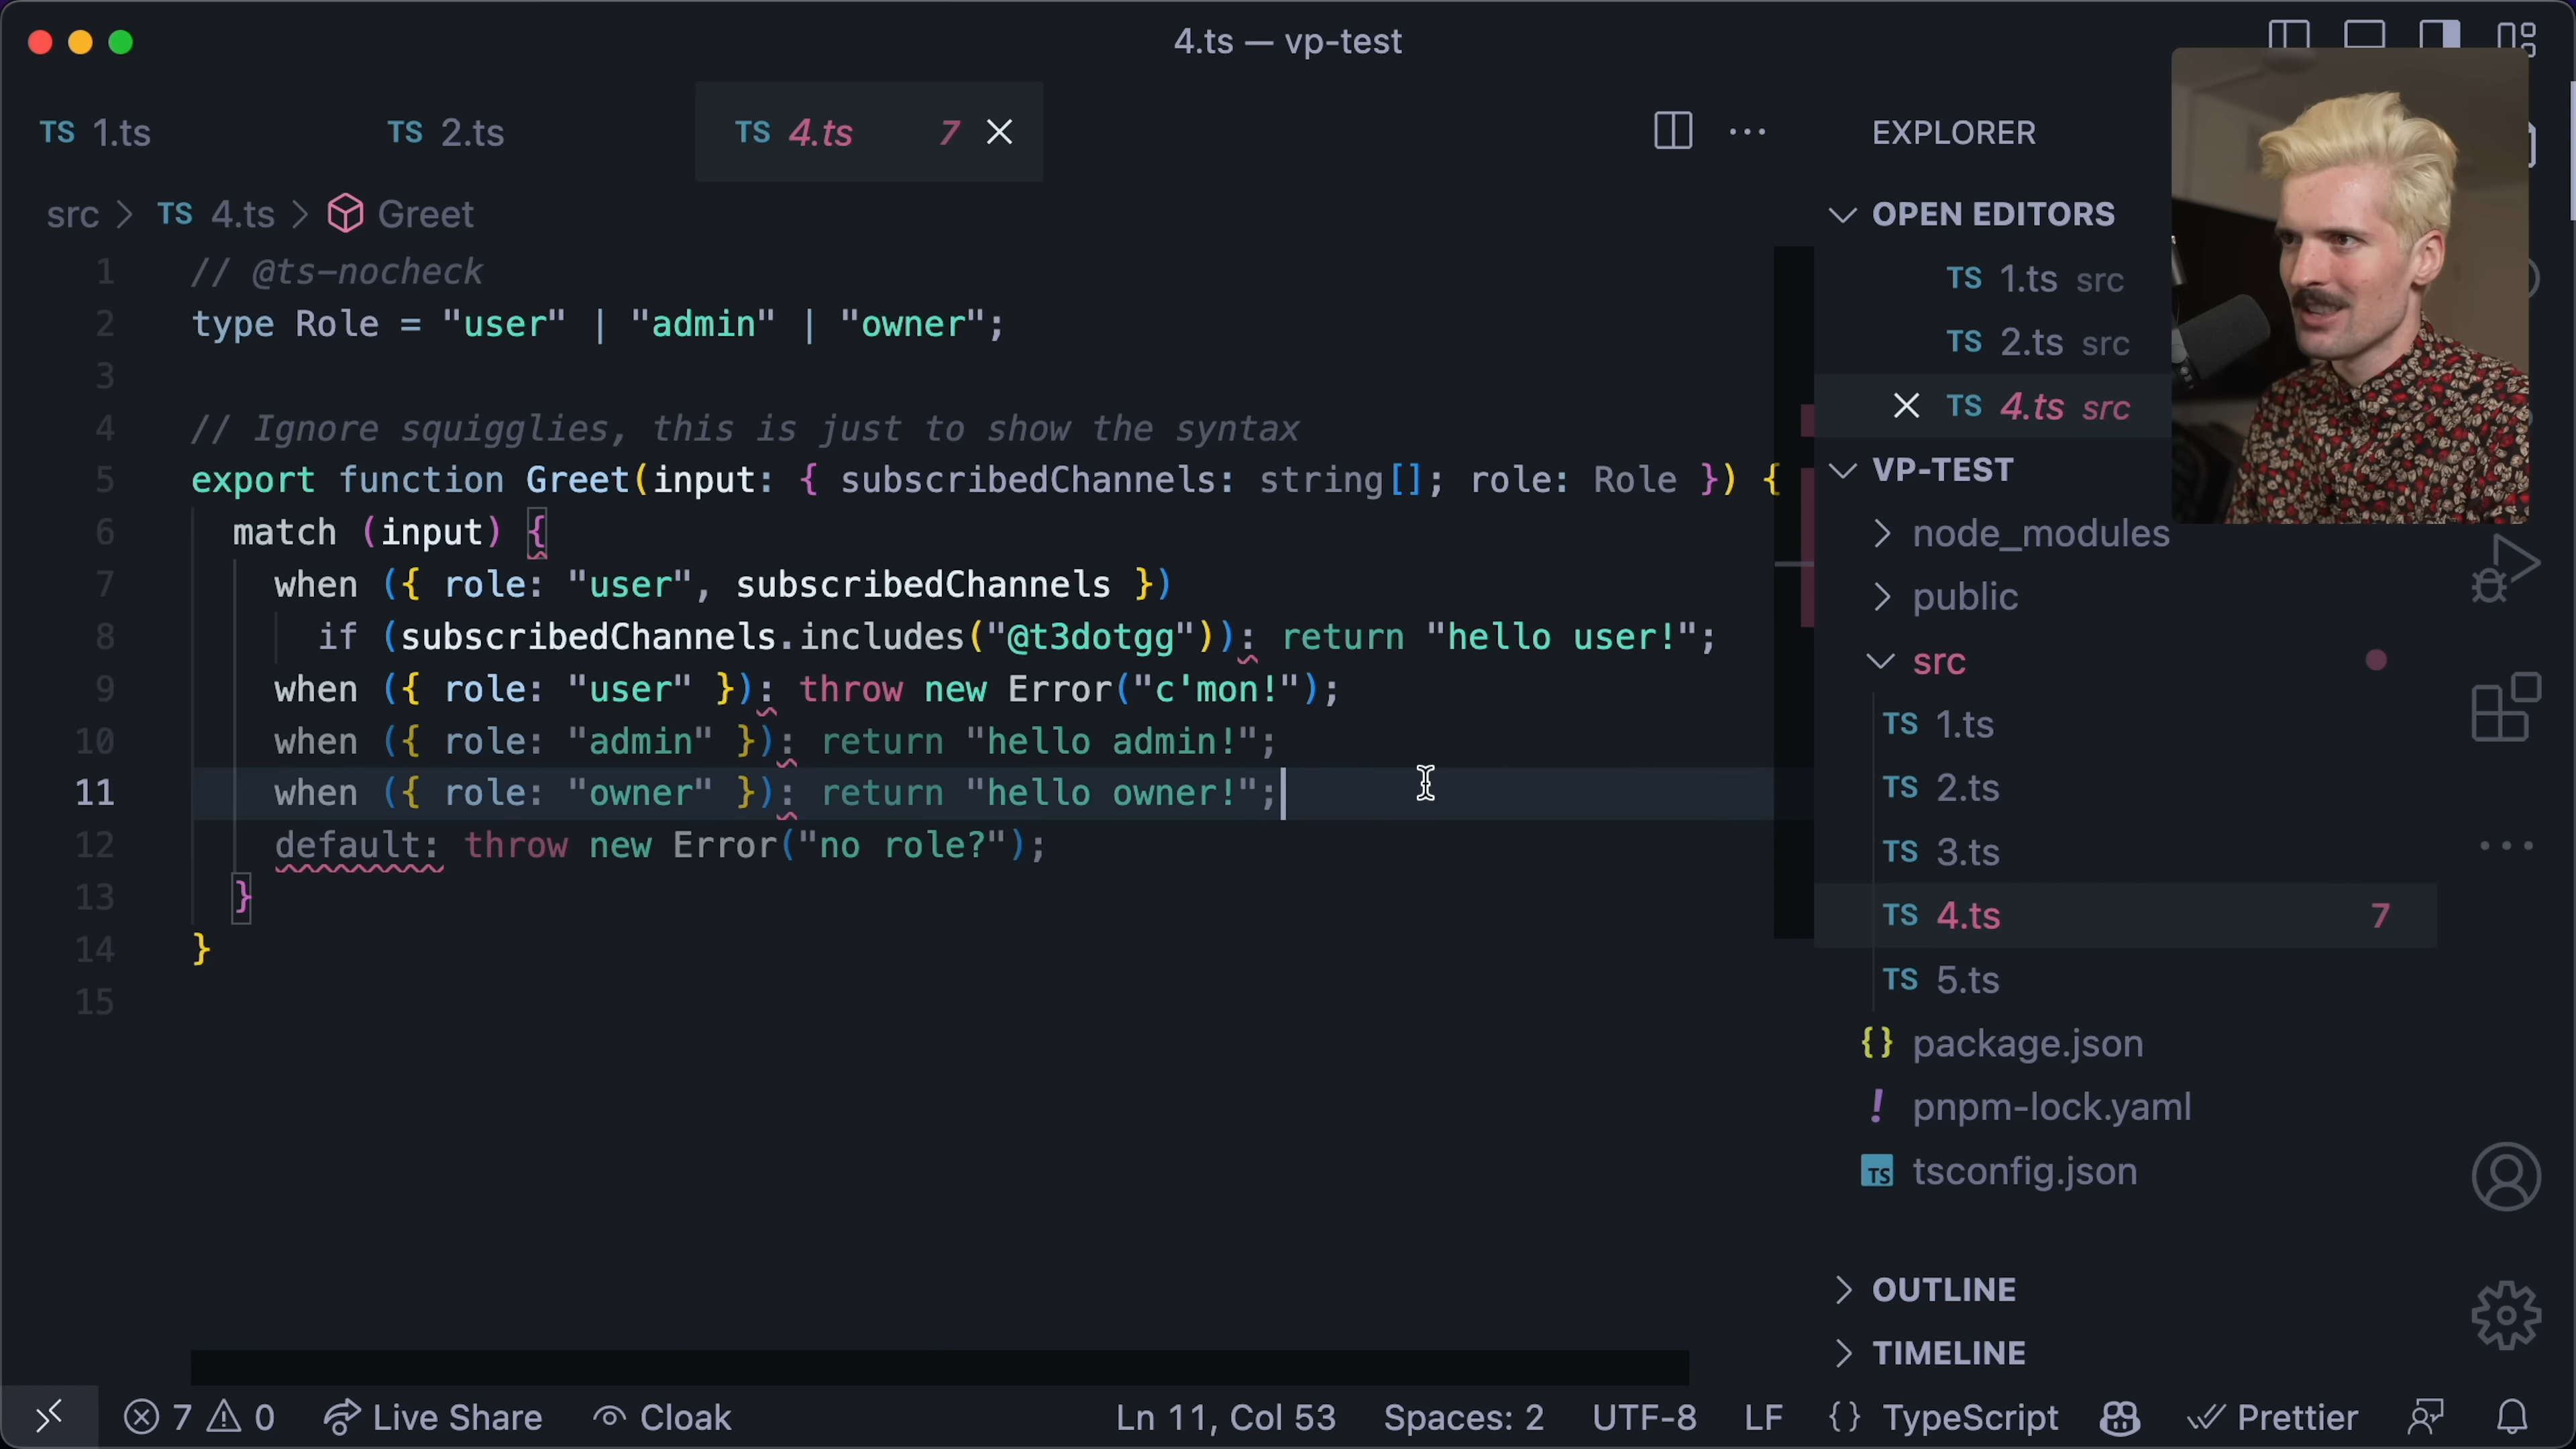 4.ts — vp-test
TS 1.ts
TS 2.ts
TS 4.ts 7
src > TS 4.ts > Greet
1 // @ts-nocheck
2 type Role = "user" | "admin" | "owner";
3
4 // Ignore squigglies, this is just to show the syntax
5 export function Greet(input: { subscribedChannels: string[]; role: Role }) {
6 match (input) {
7 when ({ role: "user", subscribedChannels })
8 if (subscribedChannels.includes("@t3dotgg")): return "hello user!";
9 when ({ role: "user" }): throw new Error("c'mon!");
10 when ({ role: "admin" }): return "hello admin!";
11 when ({ role: "owner" }): return "hello owner!";
12 default: throw new Error("no role?");
13 }
14 }
15
EXPLORER
OPEN EDITORS
TS 1.ts src
TS 2.ts src
TS 4.ts src
VP-TEST
node_modules
public
src
TS 1.ts
TS 2.ts
TS 3.ts
TS 4.ts 7
TS 5.ts
{} package.json
! pnpm-lock.yaml
TS tsconfig.json
OUTLINE
TIMELINE
7 0 Live Share Cloak Ln 11, Col 53 Spaces: 2 UTF-8 LF {} TypeScript Prettier